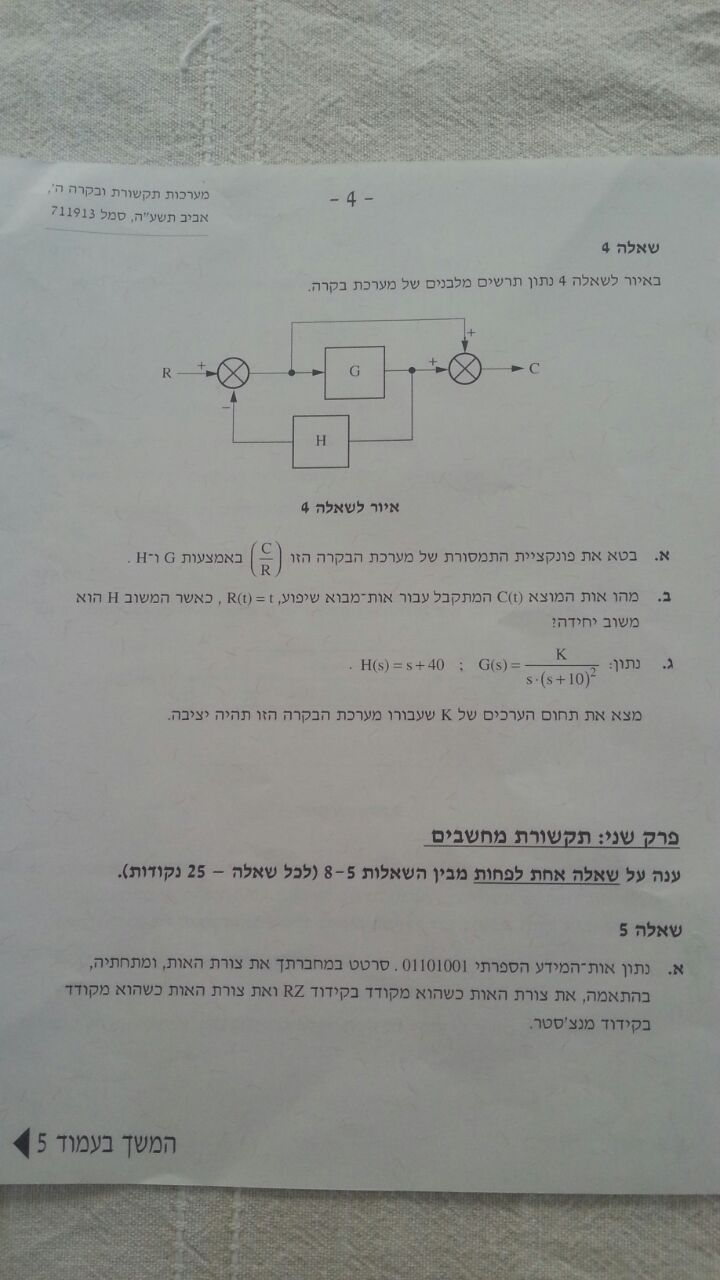 מערכות תקשורת ובקרה ה',
אביב תשע"ה, סמל 711913
- 4 -
שאלה 4
באיור לשאלה 4 נתון תרשים מלבנים של מערכת בקרה.
R + G + + C
−
H
איור לשאלה 4
א. בטא את פונקציית התמסורת של מערכת הבקרה הזו (C/R) באמצעות G ו־H .
ב. מהו אות המוצא C(t) המתקבל עבור אות־מבוא שיפוע, R(t) = t , כאשר המשוב H הוא
משוב יחידה?
ג. נתון: G(s) = K / s·(s+10)² ; H(s) = s+40 .
מצא את תחום הערכים של K שעבורו מערכת הבקרה הזו תהיה יציבה.
פרק שני: תקשורת מחשבים
ענה על שאלה אחת לפחות מבין השאלות 5–8 (לכל שאלה – 25 נקודות).
שאלה 5
א. נתון אות־המידע הספרתי 01101001 . סרטט במחברתך את צורת האות, ומתחתיה,
בהתאמה, את צורת האות כשהוא מקודד בקידוד RZ ואת צורת האות כשהוא מקודד
בקידוד מנצ'סטר.
המשך בעמוד 5